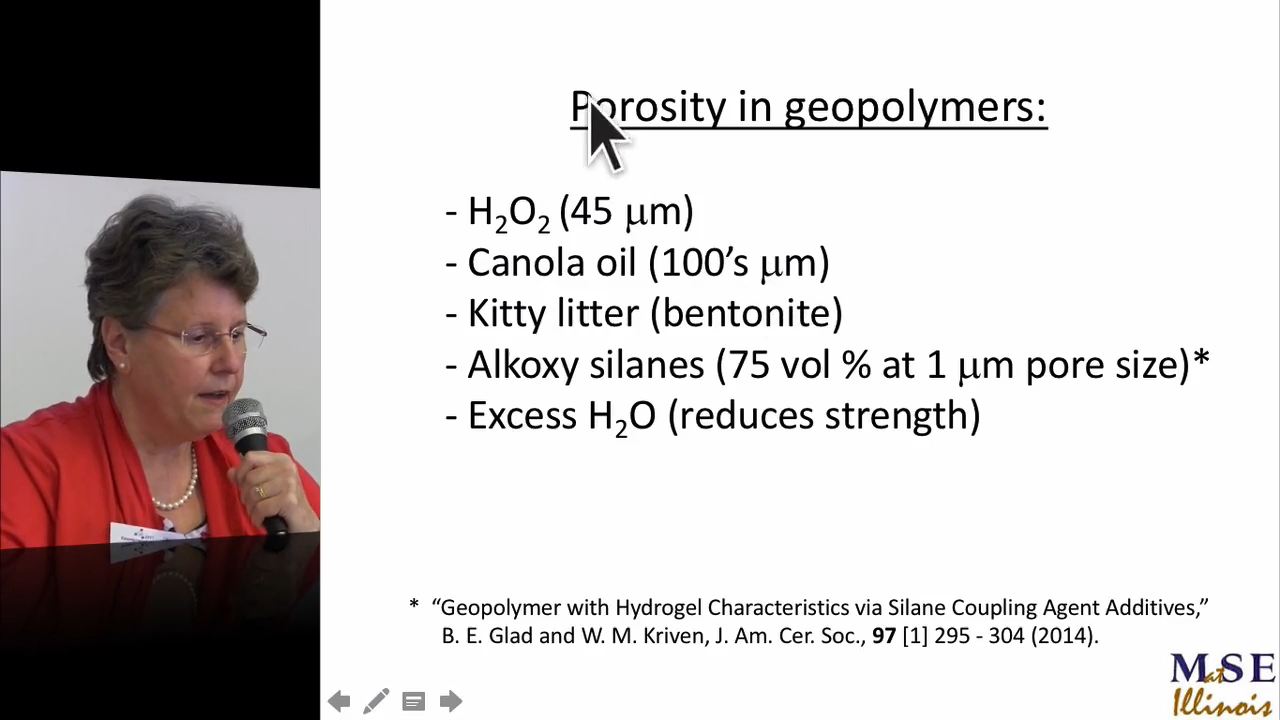 Porosity in geopolymers:
- H₂O₂ (45 μm)
- Canola oil (100’s μm)
- Kitty litter (bentonite)
- Alkoxy silanes (75 vol % at 1 μm pore size)*
- Excess H₂O (reduces strength)
* “Geopolymer with Hydrogel Characteristics via Silane Coupling Agent Additives,”
B. E. Glad and W. M. Kriven, J. Am. Cer. Soc., 97 [1] 295 - 304 (2014).
MatSE
Illinois